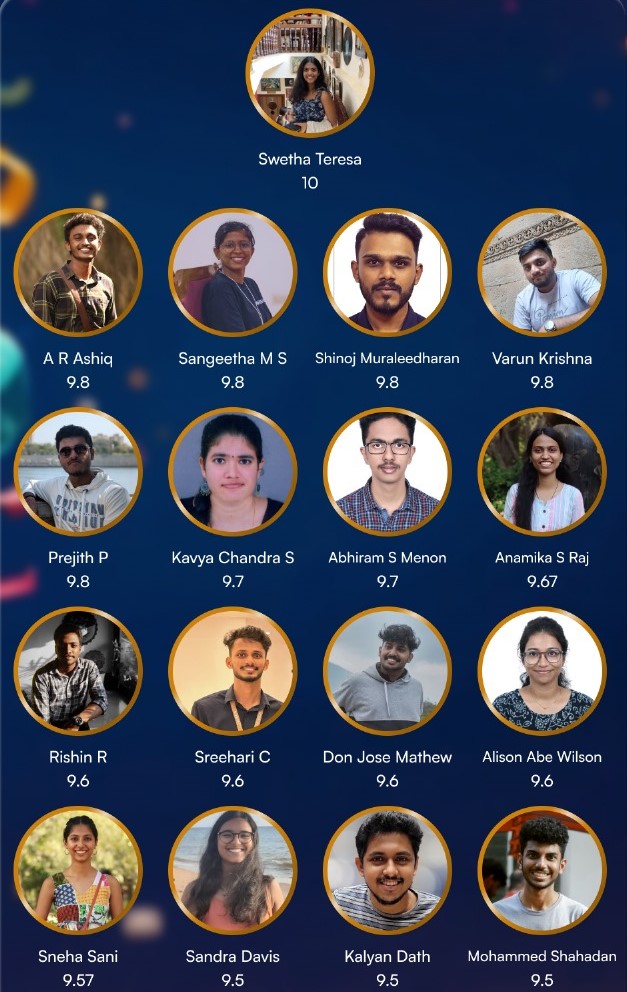 Swetha Teresa
10
A R Ashiq
9.8
Sangeetha M S
9.8
Shinoj Muraleedharan
9.8
Varun Krishna
9.8
Prejith P
9.8
Kavya Chandra S
9.7
Abhiram S Menon
9.7
Anamika S Raj
9.67
Rishin R
9.6
Sreehari C
9.6
Don Jose Mathew
9.6
Alison Abe Wilson
9.6
Sneha Sani
9.57
Sandra Davis
9.5
Kalyan Dath
9.5
Mohammed Shahadan
9.5